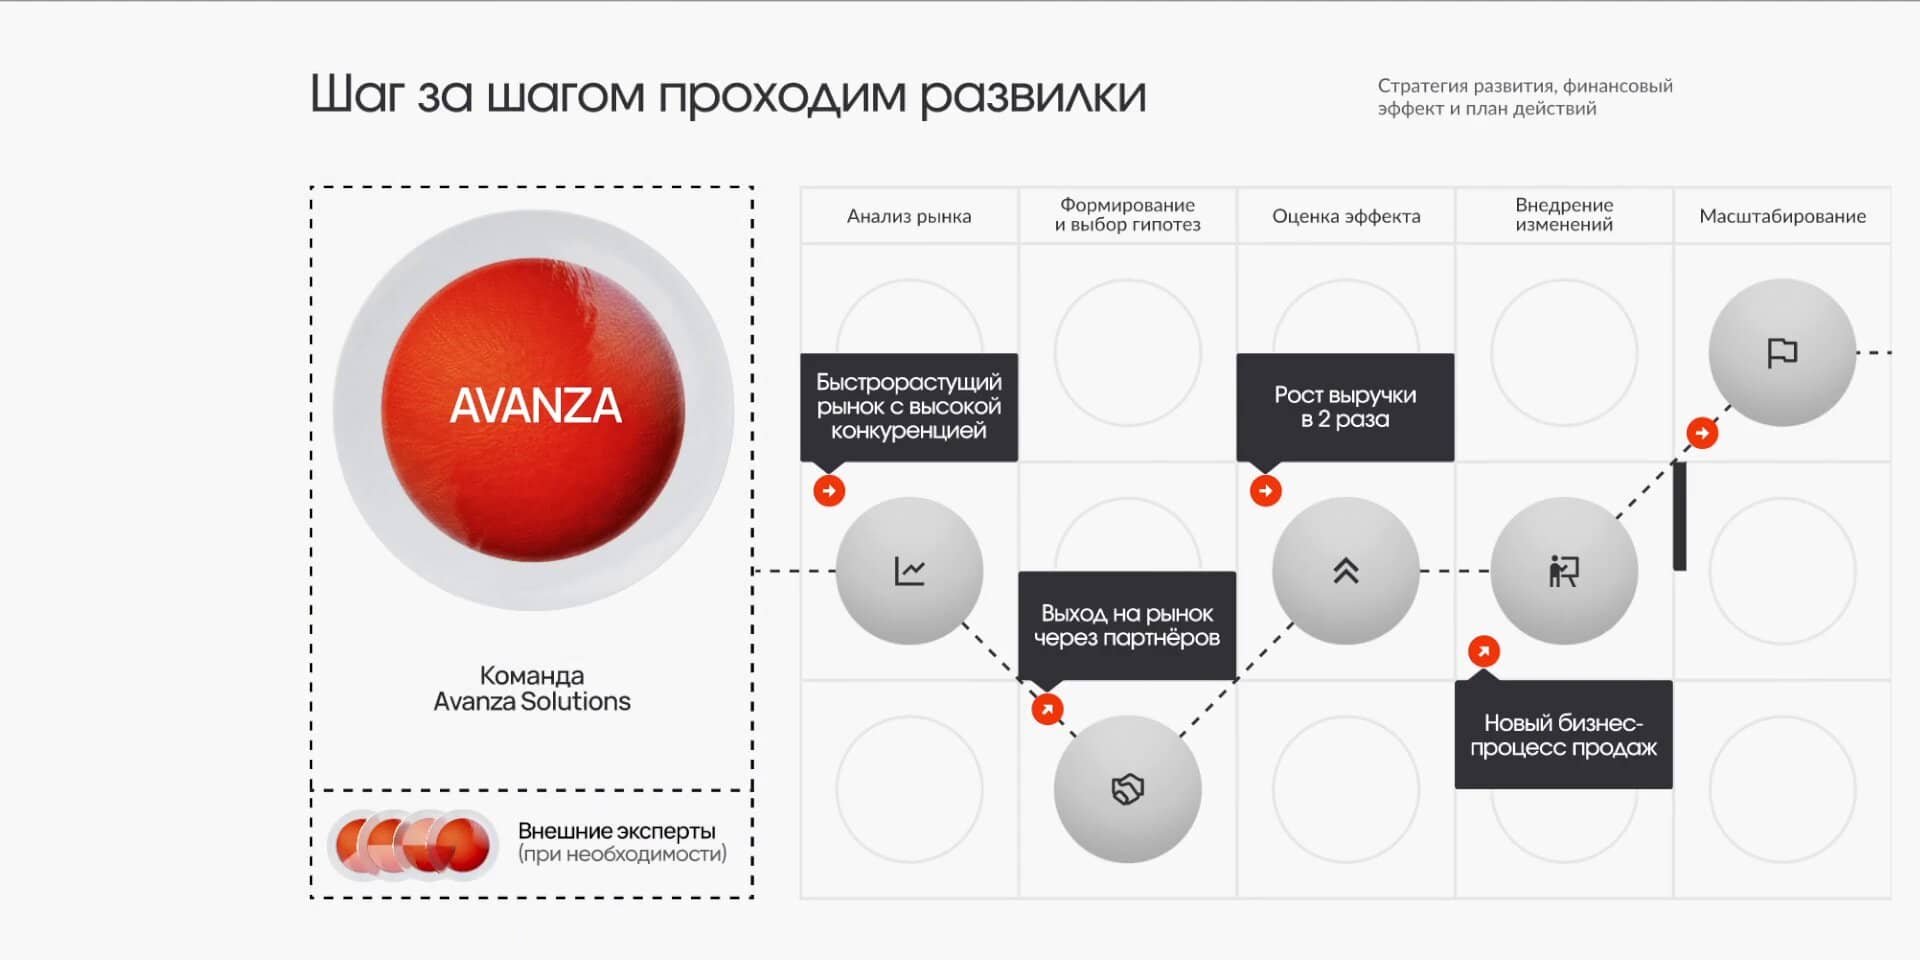 Шаг за шагом проходим развилки
Стратегия развития, финансовый
эффект и план действий
AVANZA
Команда
Avanza Solutions
Внешние эксперты
(при необходимости)
Анализ рынка
Формирование
и выбор гипотез
Оценка эффекта
Внедрение
изменений
Масштабирование
Быстрорастущий
рынок с высокой
конкуренцией
Выход на рынок
через партнёров
Рост выручки
в 2 раза
Новый бизнес-
процесс продаж